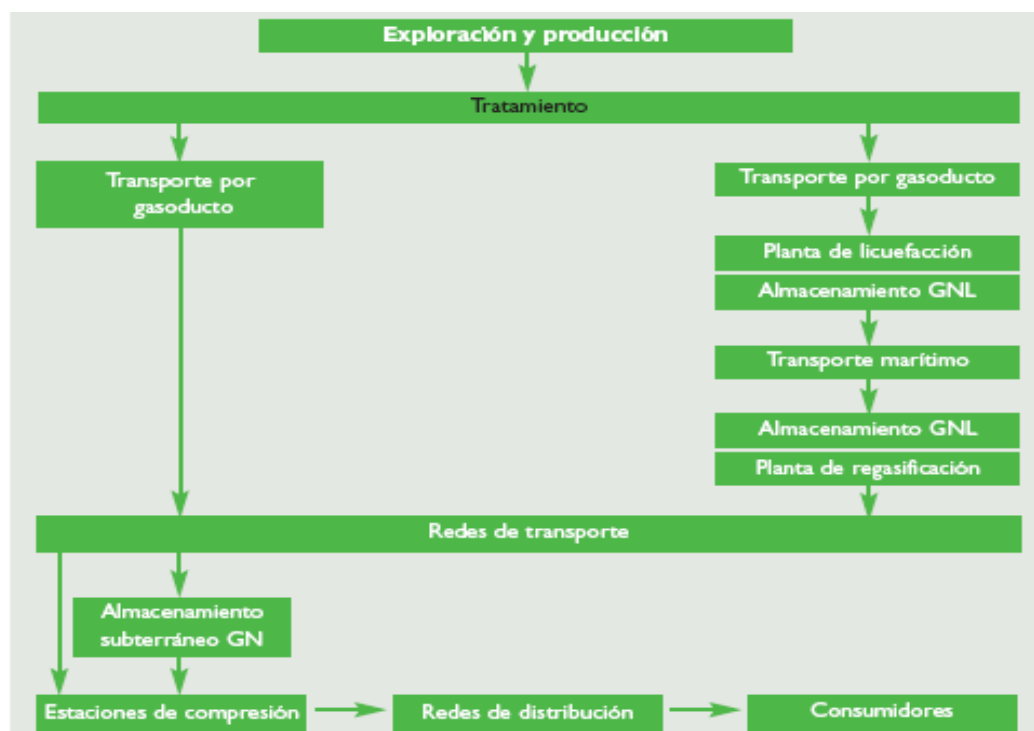 Exploración y producción
Tratamiento
Transporte por
gasoducto
Transporte por gasoducto
Planta de licuefacción
Almacenamiento GNL
Transporte marítimo
Almacenamiento GNL
Planta de regasificación
Redes de transporte
Almacenamiento
subterráneo GN
Estaciones de compresión
Redes de distribución
Consumidores